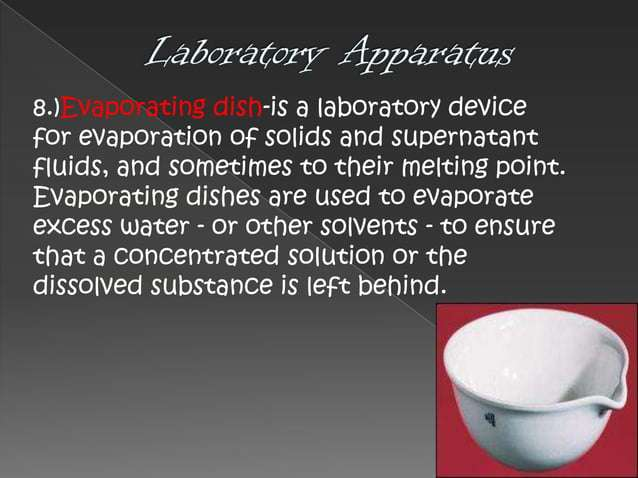 Laboratory Apparatus
8.)Evaporating dish-is a laboratory device
for evaporation of solids and supernatant
fluids, and sometimes to their melting point.
Evaporating dishes are used to evaporate
excess water - or other solvents - to ensure
that a concentrated solution or the
dissolved substance is left behind.